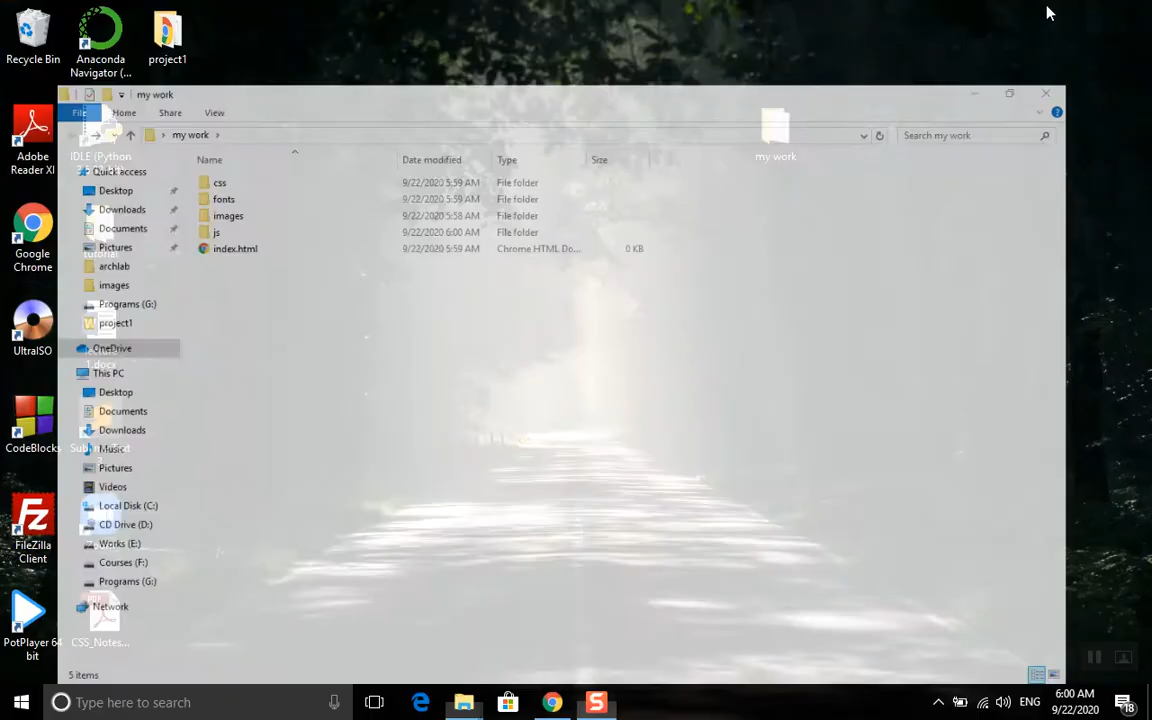 Recycle Bin
Anaconda
Navigator (...
project1
my work
File
Home
Share
View
my work
Search my work
my work
Adobe
Reader XI
IDLE (Python
Quick access
Name
Date modified
Type
Size
css
9/22/2020 5:59 AM
File folder
fonts
9/22/2020 5:59 AM
File folder
images
9/22/2020 5:58 AM
File folder
js
9/22/2020 6:00 AM
File folder
index.html
9/22/2020 5:59 AM
Chrome HTML Do...
0 KB
Desktop
Downloads
Documents
Pictures
archlab
images
Programs (G:)
project1
OneDrive
This PC
Desktop
Documents
Downloads
Music
Pictures
Videos
Local Disk (C:)
CD Drive (D:)
Works (E:)
Courses (F:)
Programs (G:)
Network
Google
Chrome
tutorial
UltraISO
1.docx
CodeBlocks
FileZilla
Client
PotPlayer 64
bit
CSS_Notes...
5 items
Type here to search
ENG
6:00 AM
9/22/2020
18